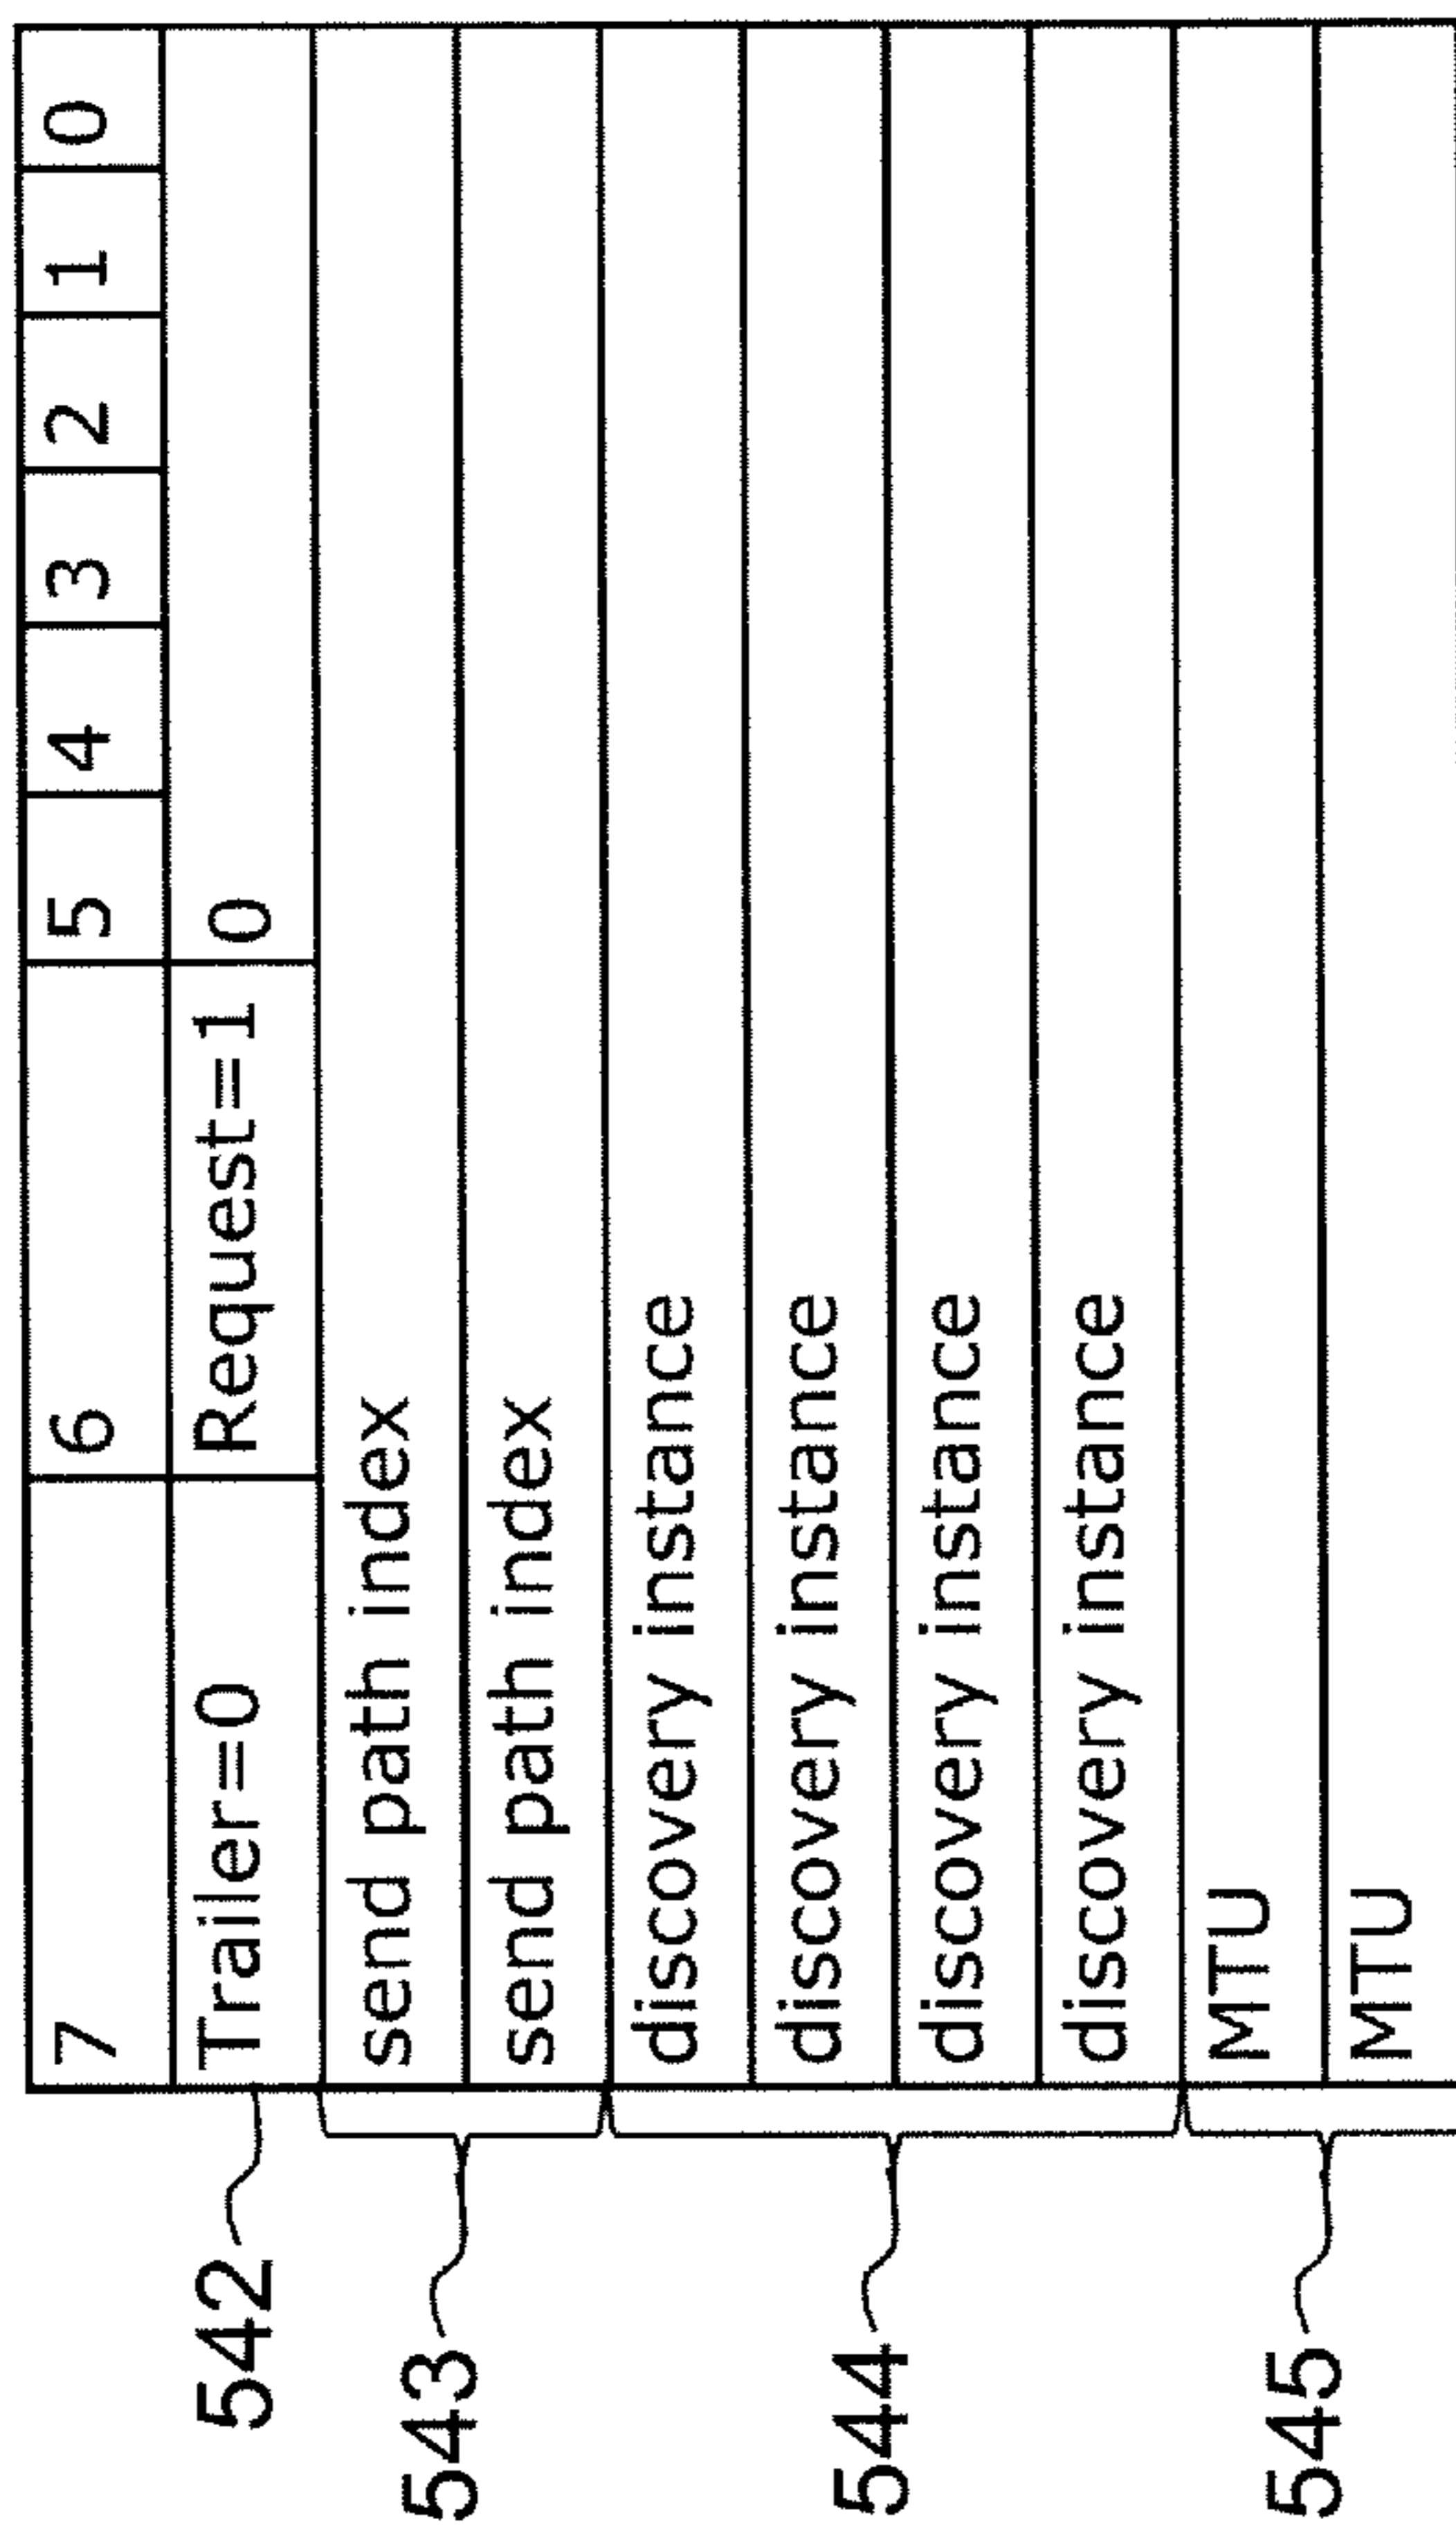 7 6 5 4 3 2 1 0
542 Trailer=0 Request=1 0
543 send path index
send path index
544 discovery instance
discovery instance
discovery instance
discovery instance
545 MTU
MTU